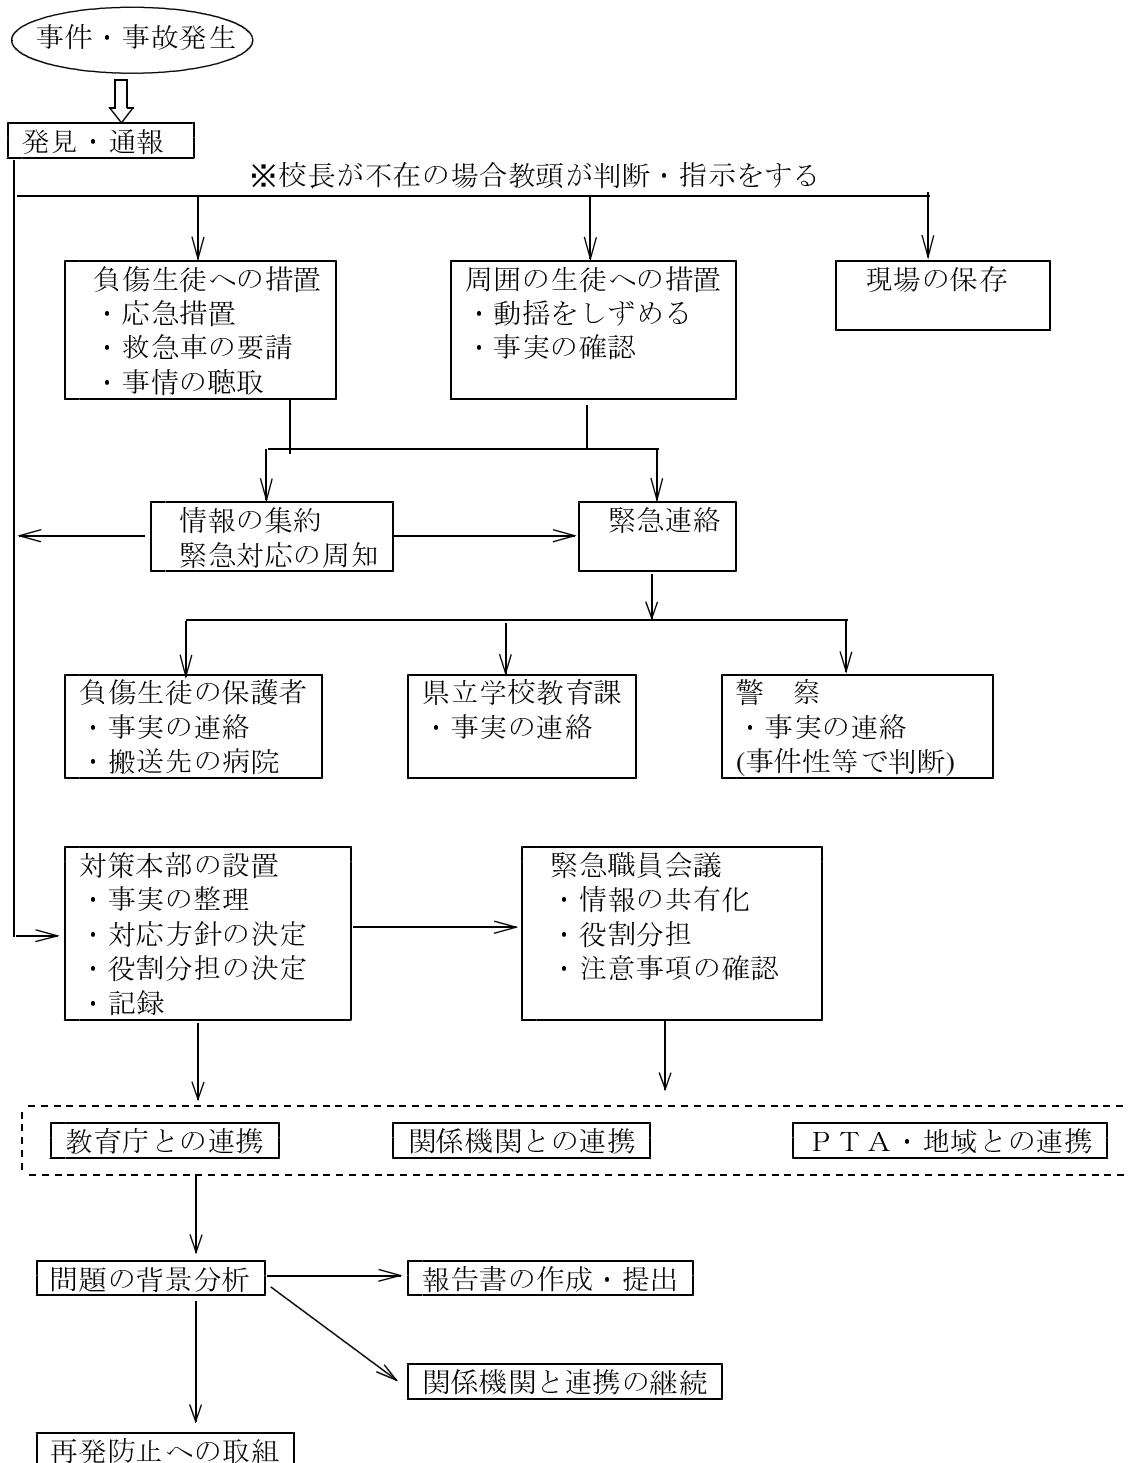 事件・事故発生
発見・通報
※校長が不在の場合教頭が判断・指示をする
負傷生徒への措置
・応急措置
・救急車の要請
・事情の聴取
周囲の生徒への措置
・動揺をしずめる
・事実の確認
現場の保存
情報の集約
緊急対応の周知
緊急連絡
負傷生徒の保護者
・事実の連絡
・搬送先の病院
県立学校教育課
・事実の連絡
警　察
・事実の連絡
(事件性等で判断)
対策本部の設置
・事実の整理
・対応方針の決定
・役割分担の決定
・記録
緊急職員会議
・情報の共有化
・役割分担
・注意事項の確認
教育庁との連携
関係機関との連携
ＰＴＡ・地域との連携
問題の背景分析
報告書の作成・提出
関係機関と連携の継続
再発防止への取組